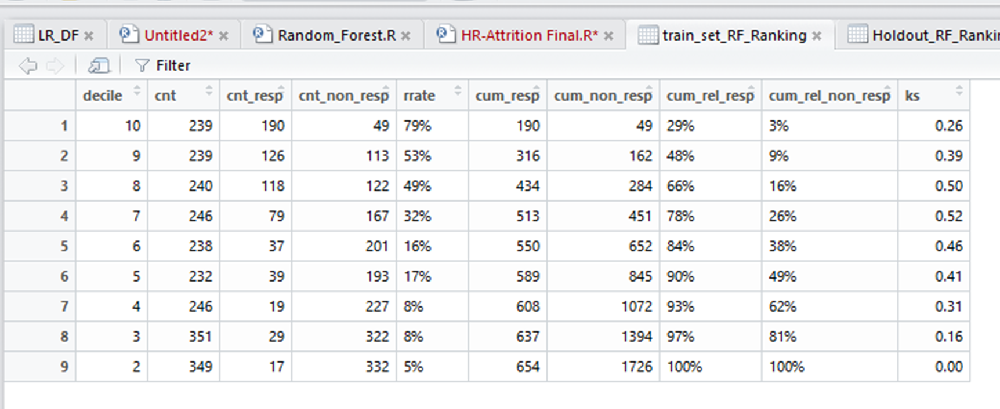 LR_DF Untitled2* Random_Forest.R HR-Attrition Final.R* train_set_RF_Ranking Holdout_RF_Rankin
Filter
decile cnt cnt_resp cnt_non_resp rrate cum_resp cum_non_resp cum_rel_resp cum_rel_non_resp ks
1 10 239 190 49 79% 190 49 29% 3% 0.26
2 9 239 126 113 53% 316 162 48% 9% 0.39
3 8 240 118 122 49% 434 284 66% 16% 0.50
4 7 246 79 167 32% 513 451 78% 26% 0.52
5 6 238 37 201 16% 550 652 84% 38% 0.46
6 5 232 39 193 17% 589 845 90% 49% 0.41
7 4 246 19 227 8% 608 1072 93% 62% 0.31
8 3 351 29 322 8% 637 1394 97% 81% 0.16
9 2 349 17 332 5% 654 1726 100% 100% 0.00